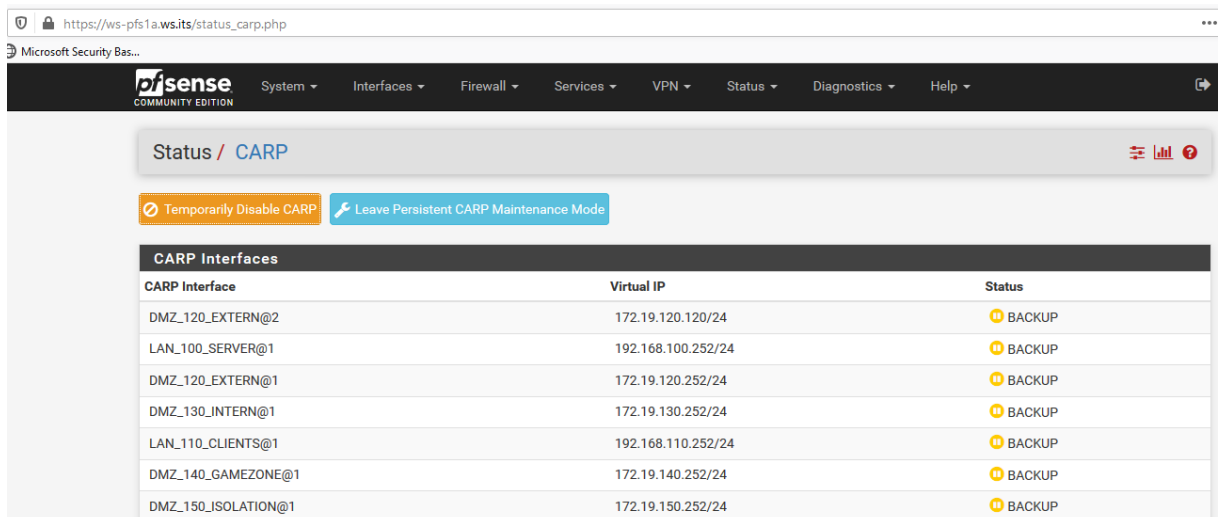 https://ws-pfs1a.ws.its/status_carp.php
Microsoft Security Bas...
pfsense System Interfaces Firewall Services VPN Status Diagnostics Help
COMMUNITY EDITION
Status / CARP
Temporarily Disable CARP Leave Persistent CARP Maintenance Mode
CARP Interfaces
CARP Interface Virtual IP Status
DMZ_120_EXTERN@2 172.19.120.120/24 BACKUP
LAN_100_SERVER@1 192.168.100.252/24 BACKUP
DMZ_120_EXTERN@1 172.19.120.252/24 BACKUP
DMZ_130_INTERN@1 172.19.130.252/24 BACKUP
LAN_110_CLIENTS@1 192.168.110.252/24 BACKUP
DMZ_140_GAMEZONE@1 172.19.140.252/24 BACKUP
DMZ_150_ISOLATION@1 172.19.150.252/24 BACKUP